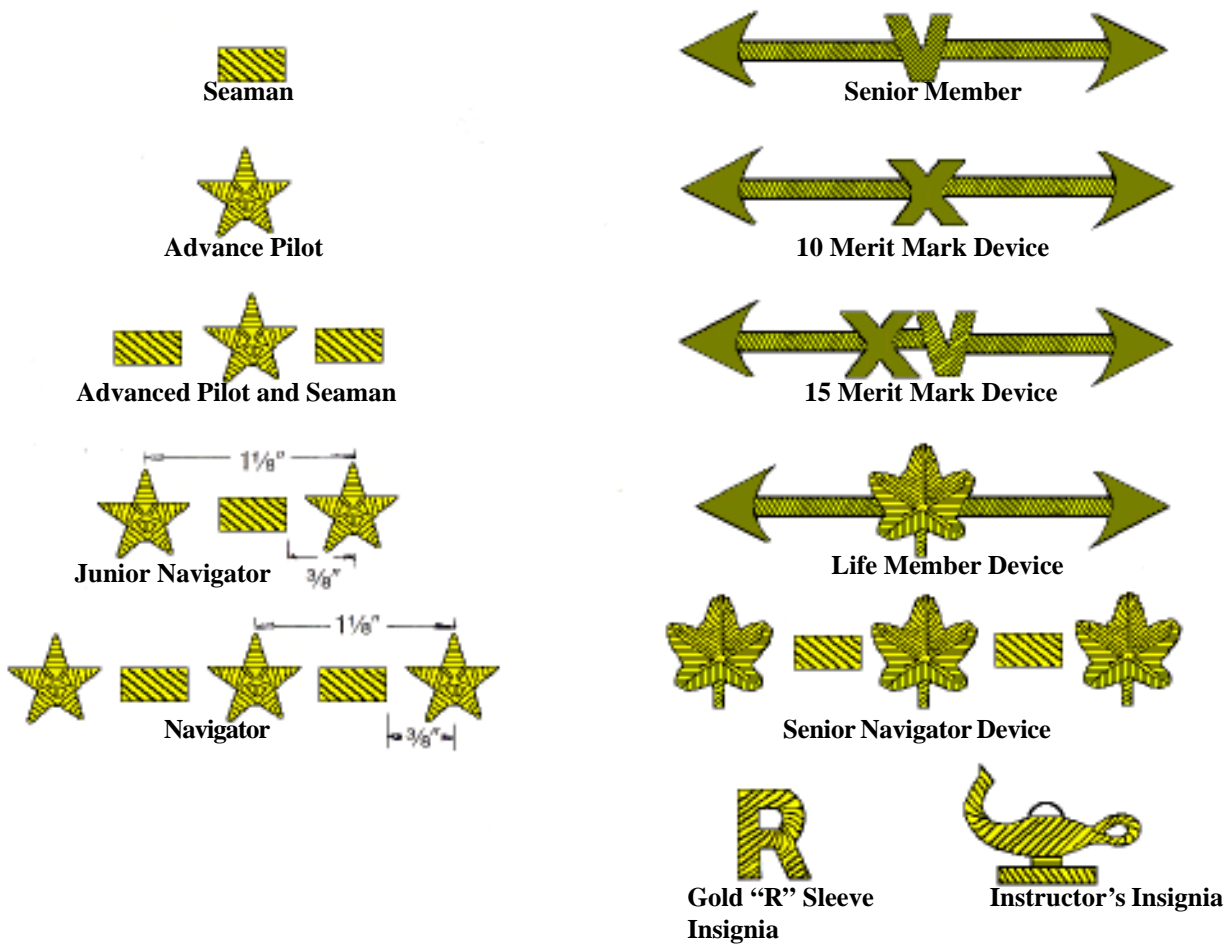 Seaman
Advance Pilot
Advanced Pilot and Seaman
1⅛"
Junior Navigator
⅜"
1⅛"
Navigator
⅜"
V
Senior Member
X
10 Merit Mark Device
XV
15 Merit Mark Device
Life Member Device
Senior Navigator Device
R
Gold “R” Sleeve
Insignia
Instructor’s Insignia